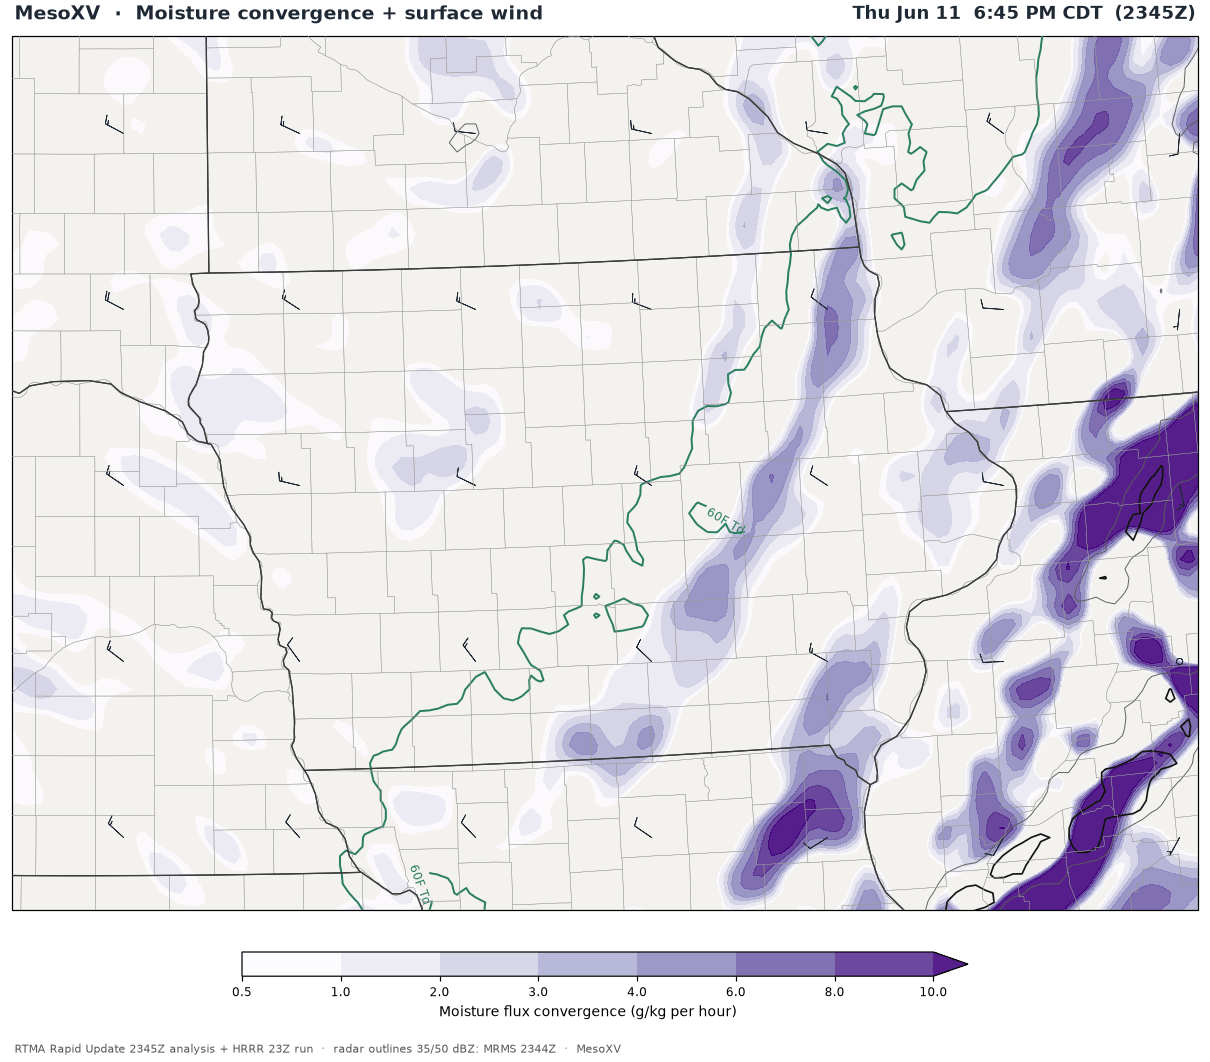 MesoXV · Moisture convergence + surface wind
Thu Jun 11 6:45 PM CDT (2345Z)
60F Td
60F Td
0.5 1.0 2.0 3.0 4.0 6.0 8.0 10.0
Moisture flux convergence (g/kg per hour)
RTMA Rapid Update 2345Z analysis + HRRR 23Z run · radar outlines 35/50 dBZ: MRMS 2344Z · MesoXV